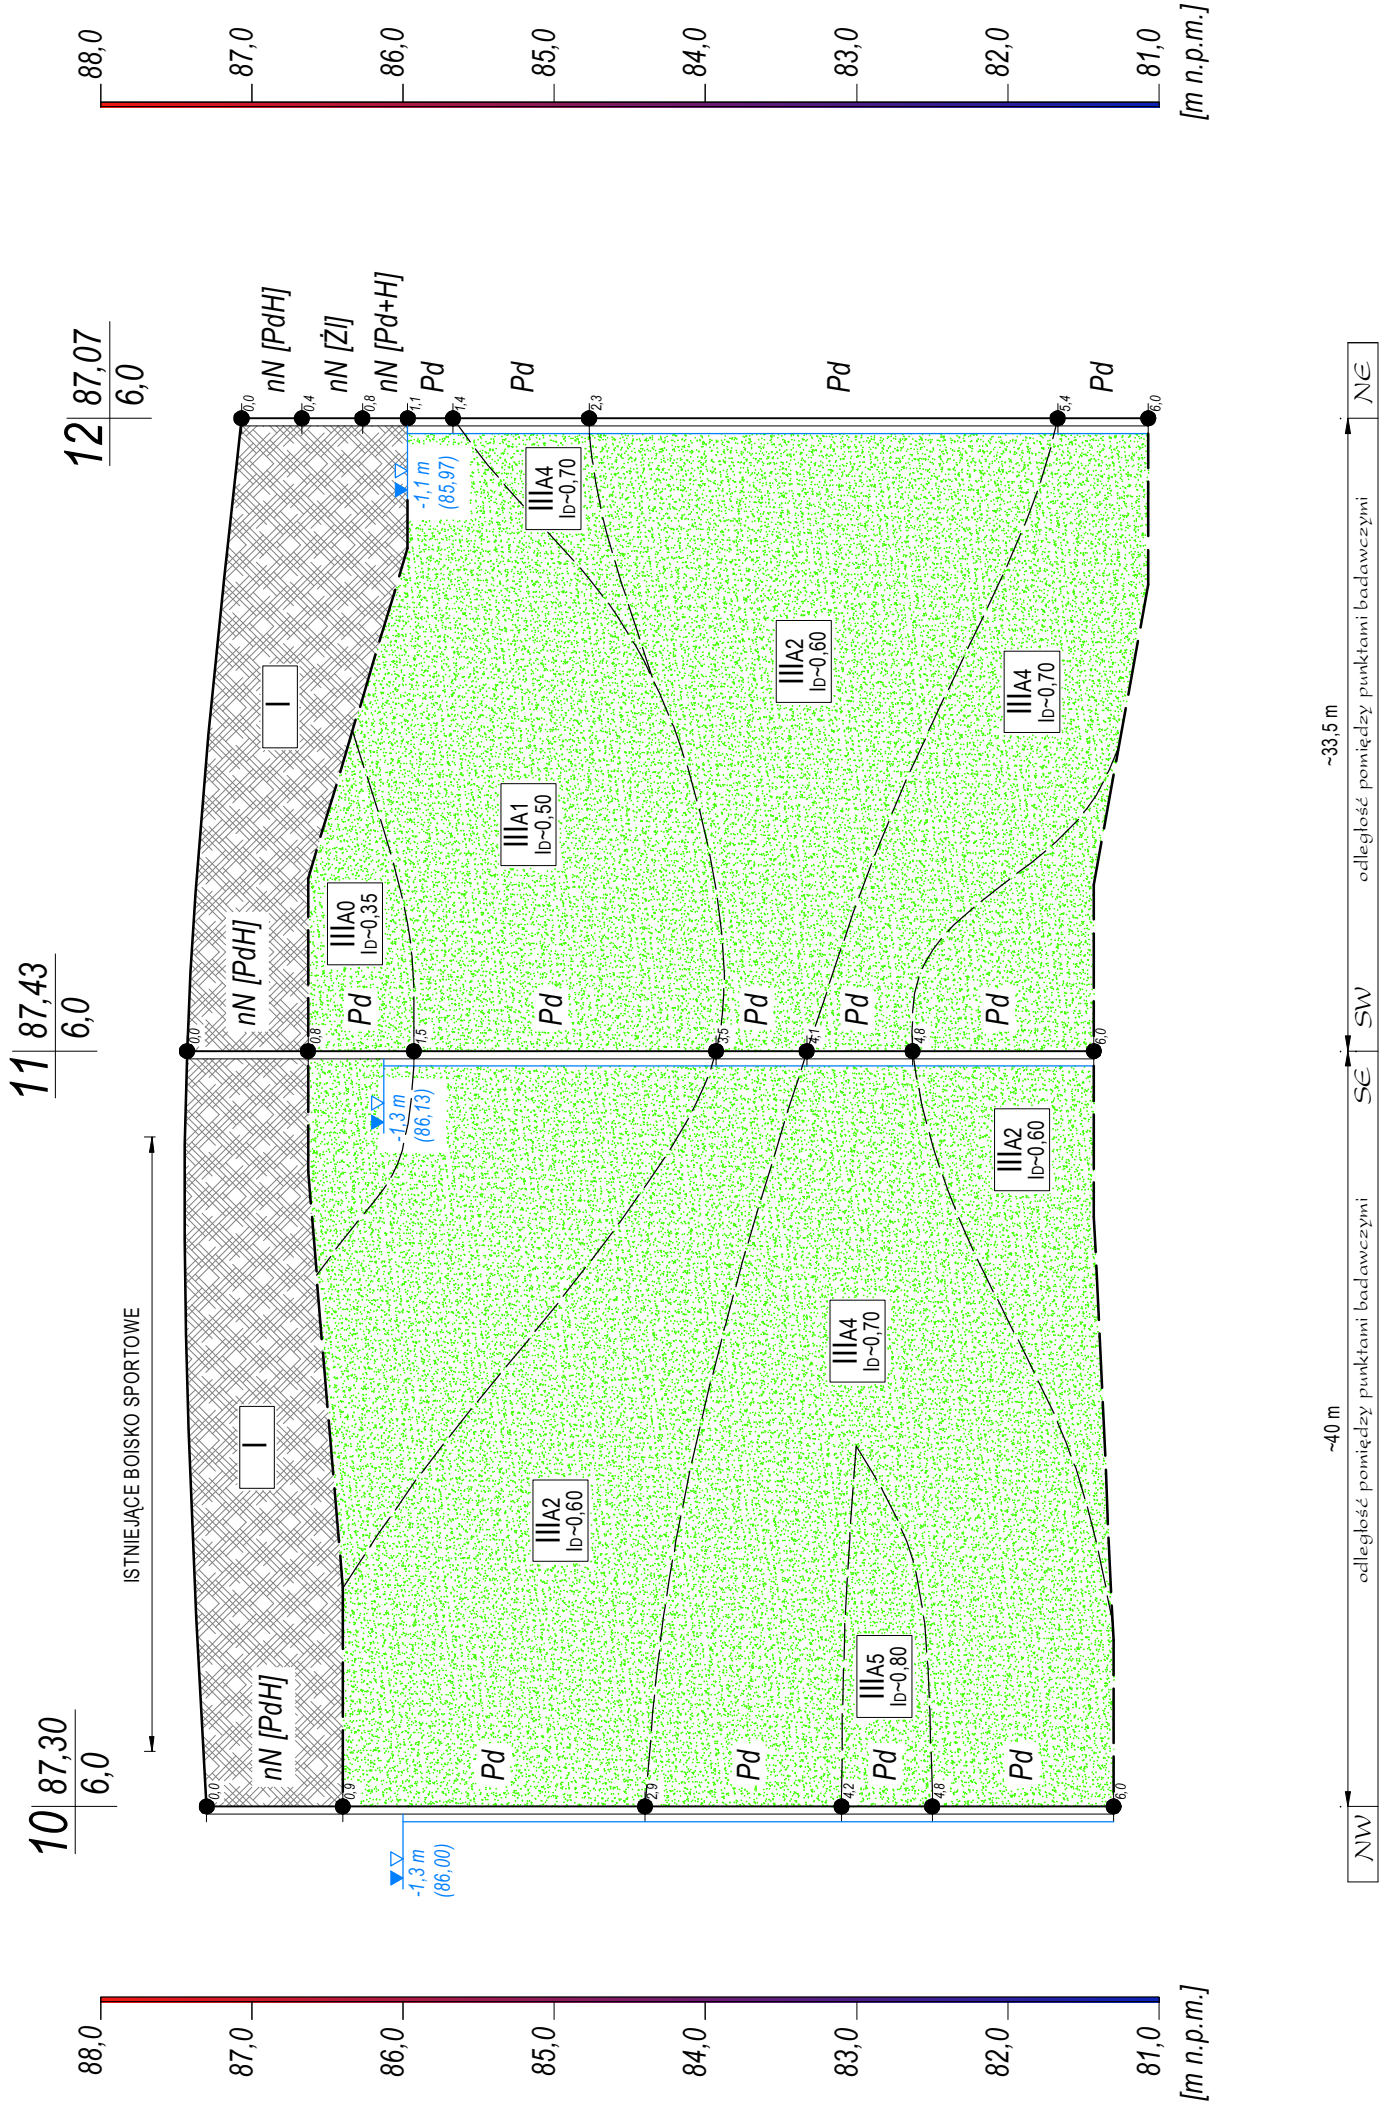 10 87,30
6,0
11 87,43
6,0
12 87,07
6,0
ISTNIEJĄCE BOISKO SPORTOWE
88,0
87,0
86,0
85,0
84,0
83,0
82,0
81,0
[m n.p.m.]
0,0
nN [PdH]
0,9
-1,3 m
(86,00)
Pd
2,9
Pd
4,2
Pd
4,8
Pd
6,0
I
IIIA2
ID~0,60
IIIA5
ID~0,80
IIIA4
ID~0,70
IIIA2
ID~0,60
0,0
nN [PdH]
0,8
Pd
-1,3 m
(86,13)
1,5
Pd
3,5
Pd
4,1
Pd
4,8
Pd
6,0
I
IIIA0
ID~0,35
IIIA1
ID~0,50
IIIA4
ID~0,70
IIIA2
ID~0,60
IIIA4
ID~0,70
0,0
nN [PdH]
0,4
nN [Żl]
0,8
nN [Pd+H]
1,1
-1,1 m
(85,97)
Pd
1,4
Pd
2,3
Pd
5,4
Pd
6,0
88,0
87,0
86,0
85,0
84,0
83,0
82,0
81,0
[m n.p.m.]
~40 m
odległość pomiędzy punktami badawczymi
~33,5 m
odległość pomiędzy punktami badawczymi
NW
SE
SW
NE